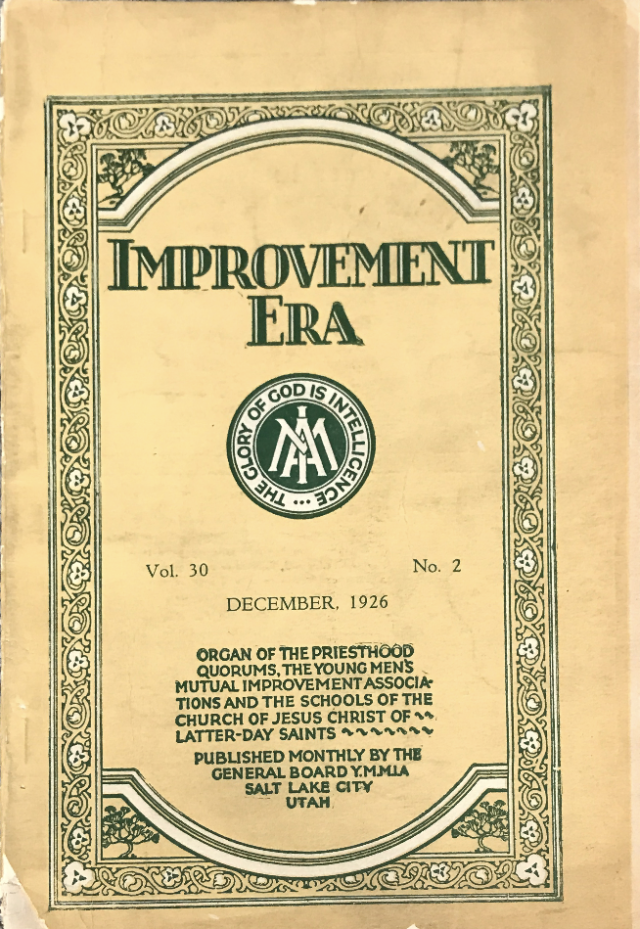 IMPROVEMENT
ERA
THE GLORY OF GOD IS INTELLIGENCE
MIA
Vol. 30 No. 2
DECEMBER, 1926
ORGAN OF THE PRIESTHOOD
QUORUMS, THE YOUNG MEN'S
MUTUAL IMPROVEMENT ASSOCIA-
TIONS AND THE SCHOOLS OF THE
CHURCH OF JESUS CHRIST OF
LATTER-DAY SAINTS
PUBLISHED MONTHLY BY THE
GENERAL BOARD Y.M.M.I.A
SALT LAKE CITY
UTAH